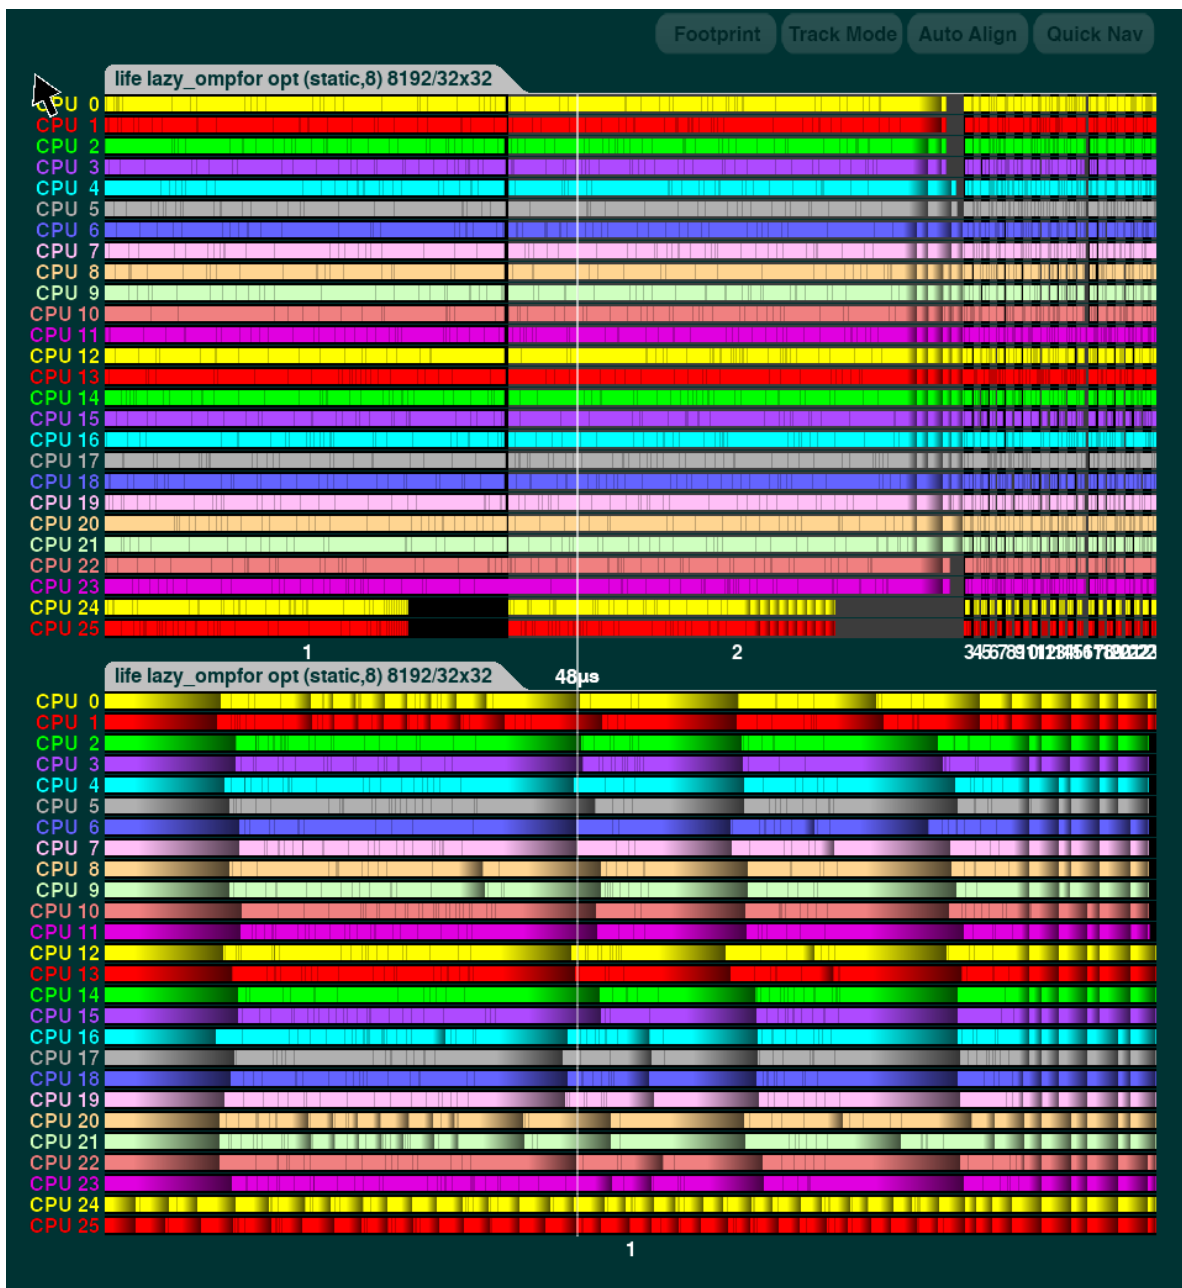 Footprint Track Mode Auto Align Quick Nav
life lazy_ompfor opt (static,8) 8192/32x32
CPU 0
CPU 1
CPU 2
CPU 3
CPU 4
CPU 5
CPU 6
CPU 7
CPU 8
CPU 9
CPU 10
CPU 11
CPU 12
CPU 13
CPU 14
CPU 15
CPU 16
CPU 17
CPU 18
CPU 19
CPU 20
CPU 21
CPU 22
CPU 23
CPU 24
CPU 25
1 2
life lazy_ompfor opt (static,8) 8192/32x32 48µs
CPU 0
CPU 1
CPU 2
CPU 3
CPU 4
CPU 5
CPU 6
CPU 7
CPU 8
CPU 9
CPU 10
CPU 11
CPU 12
CPU 13
CPU 14
CPU 15
CPU 16
CPU 17
CPU 18
CPU 19
CPU 20
CPU 21
CPU 22
CPU 23
CPU 24
CPU 25
1